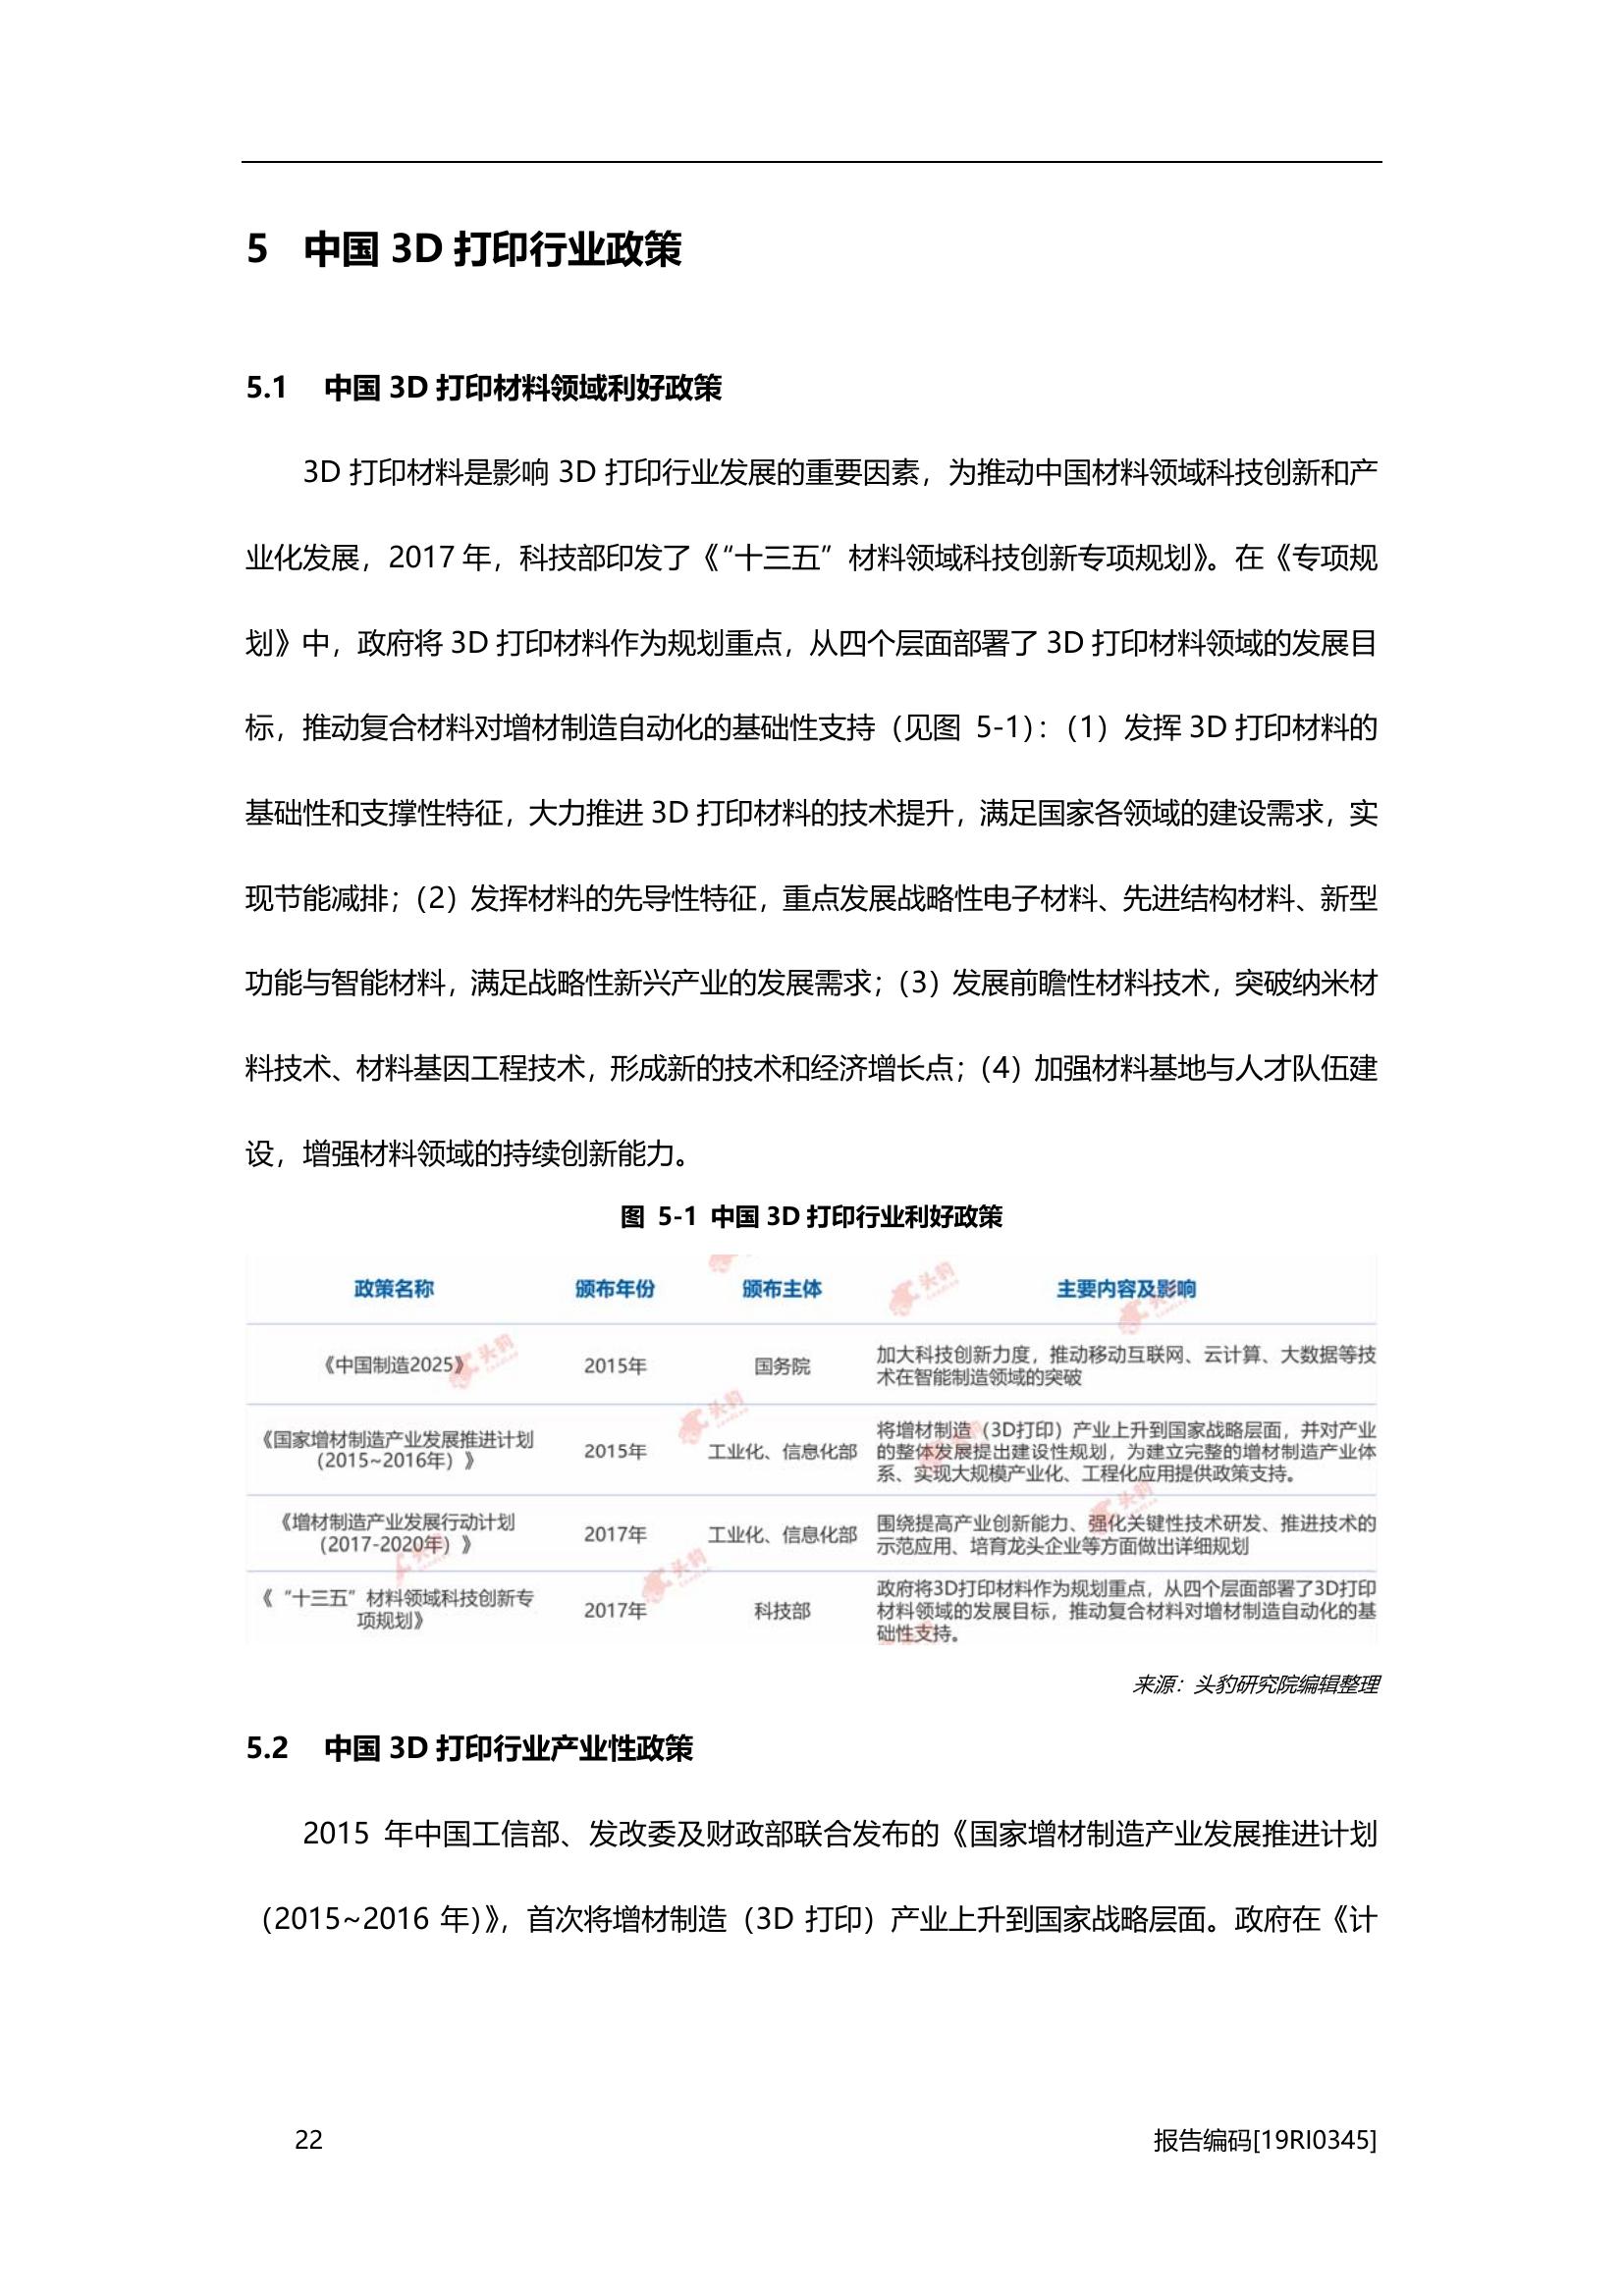 5 中国 3D 打印行业政策
5.1 中国 3D 打印材料领域利好政策
3D 打印材料是影响 3D 打印行业发展的重要因素，为推动中国材料领域科技创新和产
业化发展，2017 年，科技部印发了《“十三五”材料领域科技创新专项规划》。在《专项规
划》中，政府将 3D 打印材料作为规划重点，从四个层面部署了 3D 打印材料领域的发展目
标，推动复合材料对增材制造自动化的基础性支持（见图 5-1）：（1）发挥 3D 打印材料的
基础性和支撑性特征，大力推进 3D 打印材料的技术提升，满足国家各领域的建设需求，实
现节能减排；（2）发挥材料的先导性特征，重点发展战略性电子材料、先进结构材料、新型
功能与智能材料，满足战略性新兴产业的发展需求；（3）发展前瞻性材料技术，突破纳米材
料技术、材料基因工程技术，形成新的技术和经济增长点；（4）加强材料基地与人才队伍建
设，增强材料领域的持续创新能力。
图 5-1 中国 3D 打印行业利好政策
政策名称 颁布年份 颁布主体 主要内容及影响
《中国制造2025》 2015年 国务院 加大科技创新力度，推动移动互联网、云计算、大数据等技
术在智能制造领域的突破
《国家增材制造产业发展推进计划
（2015~2016年）》 2015年 工业化、信息化部 将增材制造（3D打印）产业上升到国家战略层面，并对产业
的整体发展提出建设性规划，为建立完整的增材制造产业体
系、实现大规模产业化、工程化应用提供政策支持。
《增材制造产业发展行动计划
（2017-2020年）》 2017年 工业化、信息化部 围绕提高产业创新能力、强化关键性技术研发、推进技术的
示范应用、培育龙头企业等方面做出详细规划
《“十三五”材料领域科技创新专
项规划》 2017年 科技部 政府将3D打印材料作为规划重点，从四个层面部署了3D打印
材料领域的发展目标，推动复合材料对增材制造自动化的基
础性支持。
来源：头豹研究院编辑整理
5.2 中国 3D 打印行业产业性政策
2015 年中国工信部、发改委及财政部联合发布的《国家增材制造产业发展推进计划
（2015~2016 年）》，首次将增材制造（3D 打印）产业上升到国家战略层面。政府在《计
22 报告编码[19RI0345]